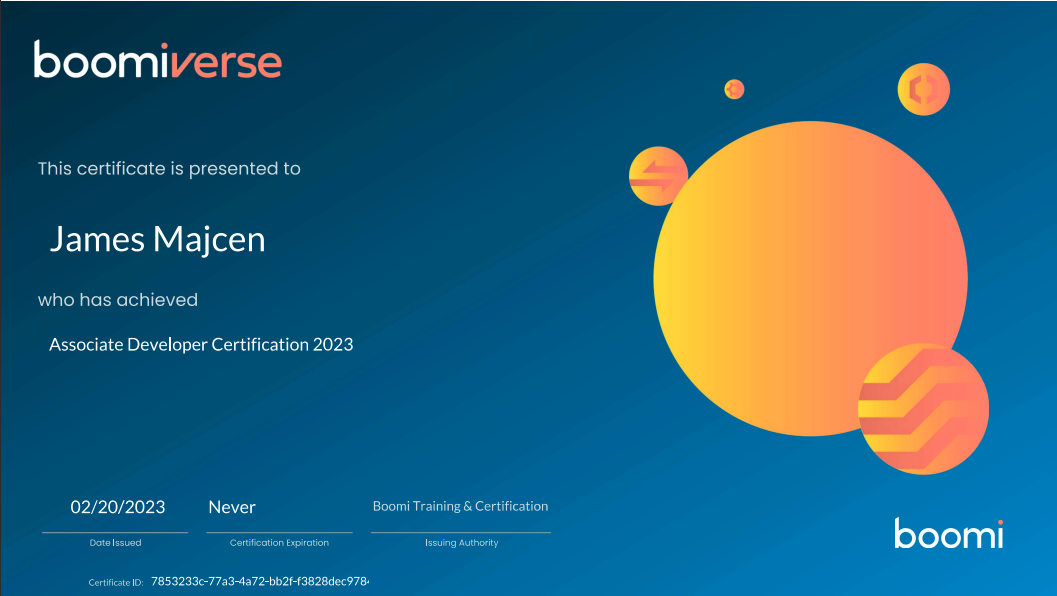 boomiverse
This certificate is presented to
James Majcen
who has achieved
Associate Developer Certification 2023
02/20/2023 Never Boomi Training & Certification
Date Issued Certification Expiration Issuing Authority
Certificate ID: 7853233c-77a3-4a72-bb2f-f3828dec978
boomi